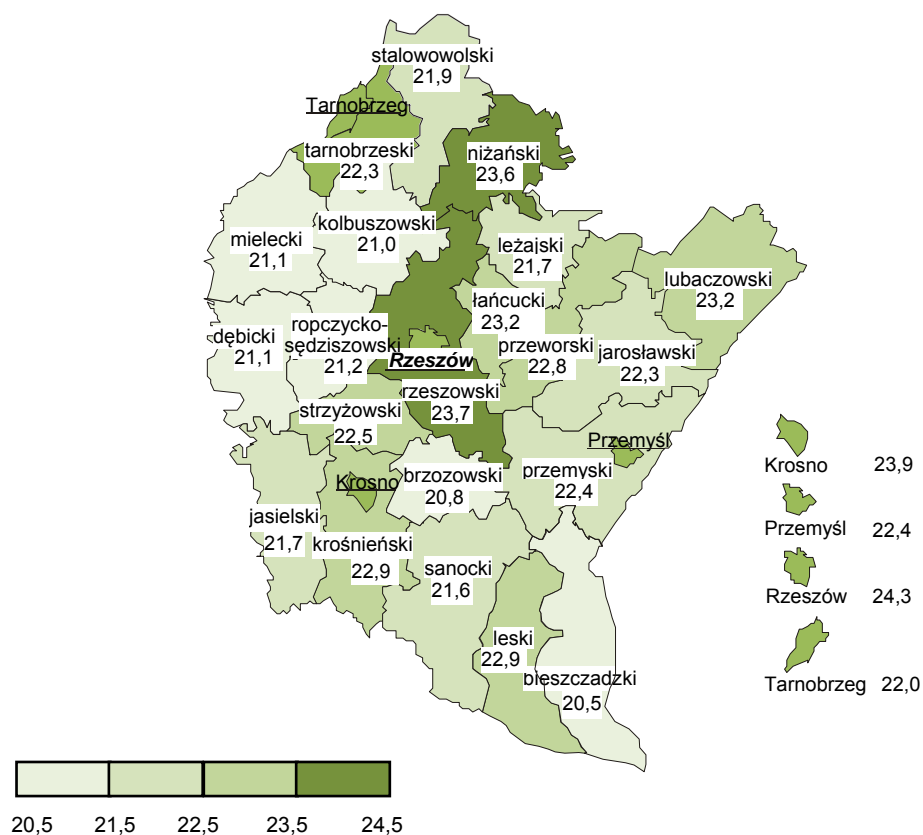 stalowowolski
21,9
Tarnobrzeg
tarnobrzeski
22,3
niżański
23,6
kolbuszowski
21,0
mielecki
21,1
leżajski
21,7
lubaczowski
23,2
łańcucki
23,2
dębicki
21,1
ropczycko-
sędziszowski
21,2
Rzeszów
przeworski
22,8
jarosławski
22,3
rzeszowski
23,7
strzyżowski
22,5
Przemyśl
przemyski
22,4
Krosno
brzozowski
20,8
jasielski
21,7
krośnieński
22,9
sanocki
21,6
leski
22,9
bieszczadzki
20,5
Krosno 23,9
Przemyśl 22,4
Rzeszów 24,3
Tarnobrzeg 22,0
20,5 21,5 22,5 23,5 24,5